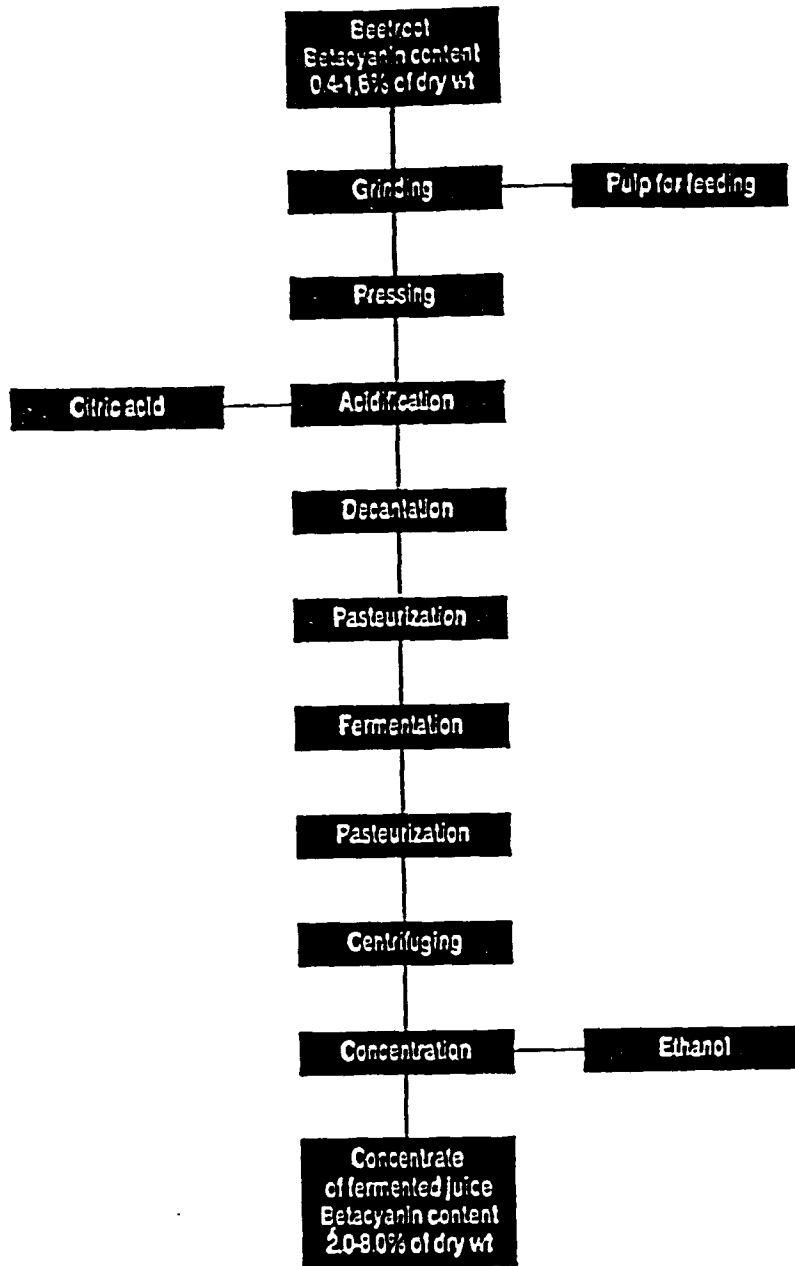 Beetroot
Betacyanin content
0.4-1,6% of dry wt
Grinding
Pulp for feeding
Pressing
Citric acid
Acidification
Decantation
Pasteurization
Fermentation
Pasteurization
Centrifuging
Concentration
Ethanol
Concentrate
of fermented juice
Betacyanin content
2.0-8.0% of dry wt